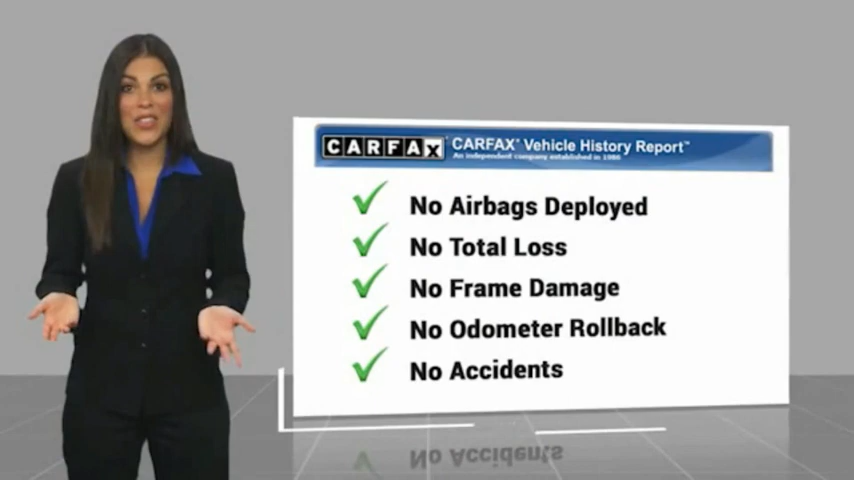 CARFAX CARFAX® Vehicle History Report™
An independent company established in 1986
No Airbags Deployed
No Total Loss
No Frame Damage
No Odometer Rollback
No Accidents
No Accidents